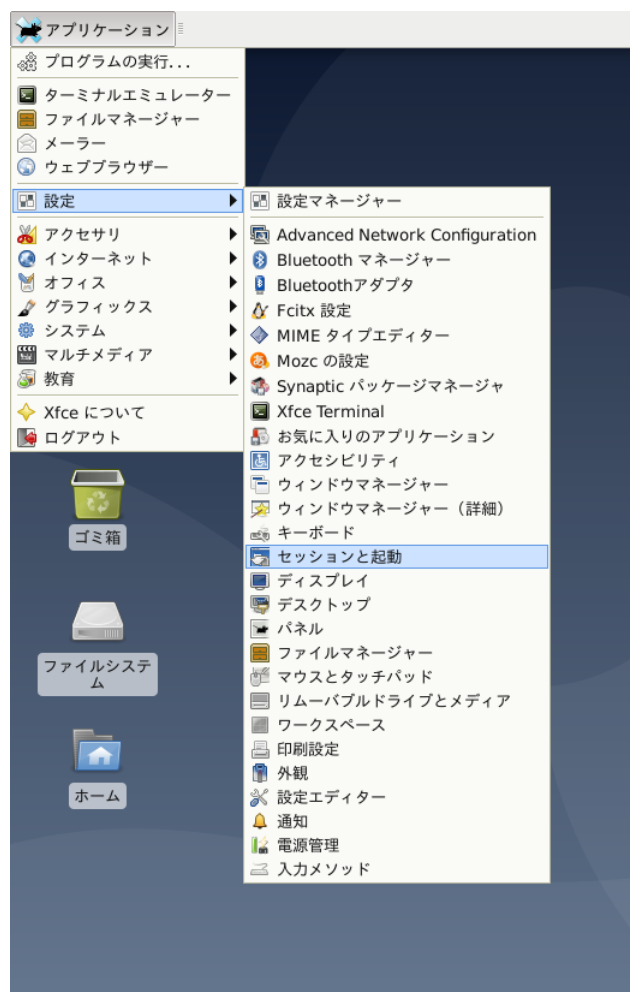 アプリケーション
プログラムの実行...
ターミナルエミュレーター
ファイルマネージャー
メーラー
ウェブブラウザー
設定
アクセサリ
インターネット
オフィス
グラフィックス
システム
マルチメディア
教育
Xfce について
ログアウト
設定マネージャー
Advanced Network Configuration
Bluetooth マネージャー
Bluetoothアダプタ
Fcitx 設定
MIME タイプエディター
Mozc の設定
Synaptic パッケージマネージャ
Xfce Terminal
お気に入りのアプリケーション
アクセシビリティ
ウィンドウマネージャー
ウィンドウマネージャー（詳細）
キーボード
セッションと起動
ディスプレイ
デスクトップ
パネル
ファイルマネージャー
マウスとタッチパッド
リムーバブルドライブとメディア
ワークスペース
印刷設定
外観
設定エディター
通知
電源管理
入力メソッド
ゴミ箱
ファイルシステ
ム
ホーム